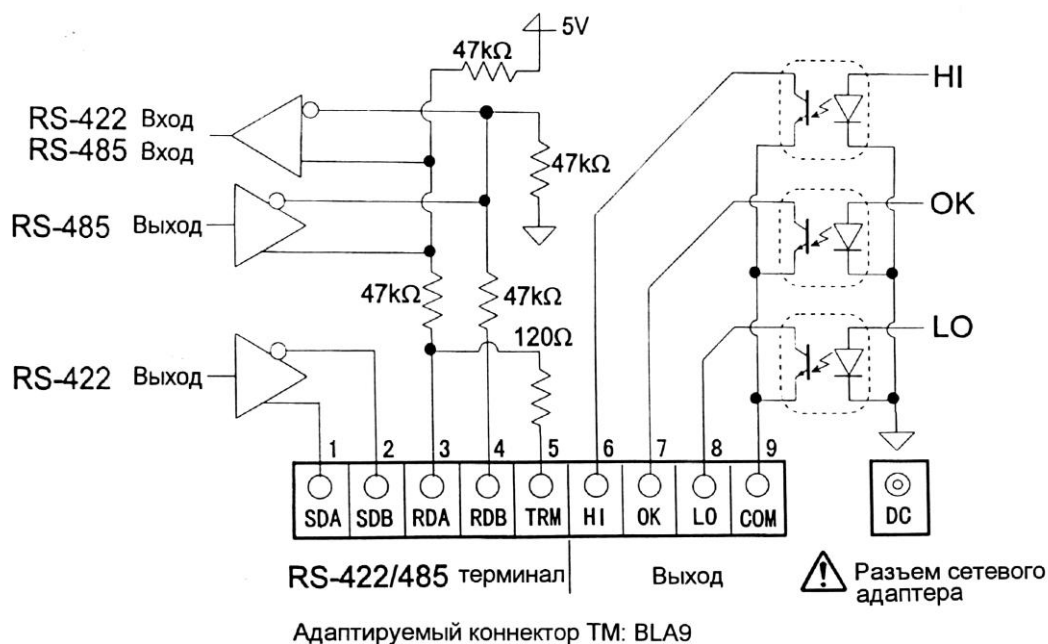 5V
47kΩ
HI
RS-422 Вход
RS-485 Вход
47kΩ
OK
RS-485 Выход
47kΩ
47kΩ
120Ω
LO
RS-422 Выход
1 2 3 4 5 6 7 8 9
SDA SDB RDA RDB TRM HI OK LO COM
DC
RS-422/485 терминал
Выход
Разъем сетевого
адаптера
Адаптируемый коннектор TM: BLA9